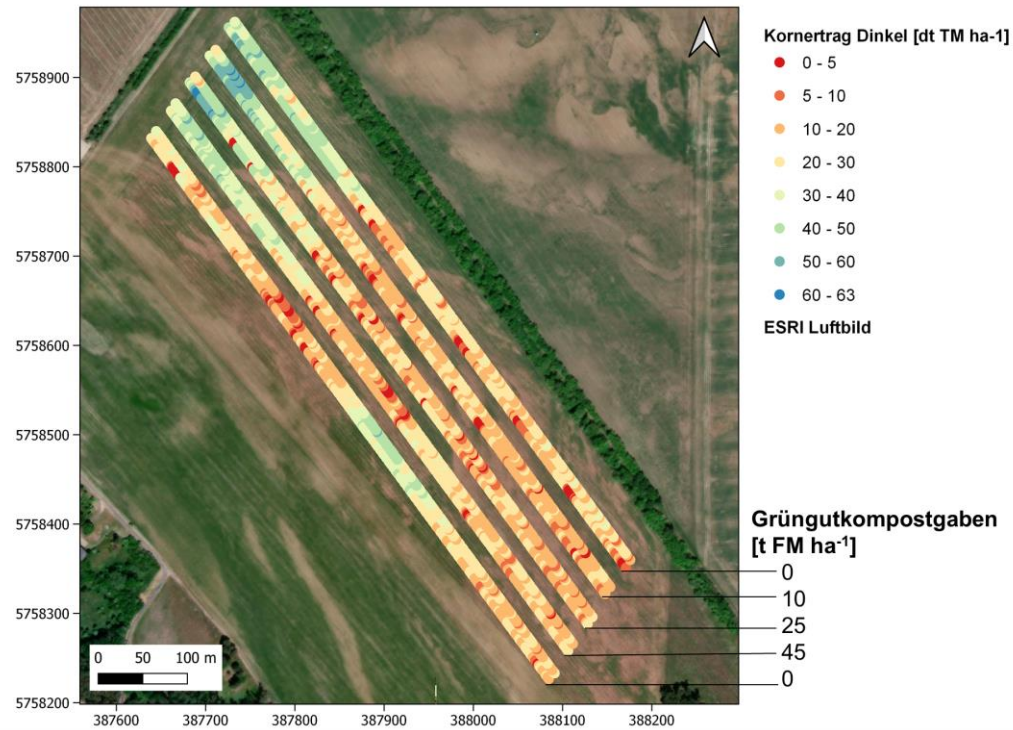 Kornertrag Dinkel [dt TM ha-1]
0 - 5
5 - 10
10 - 20
20 - 30
30 - 40
40 - 50
50 - 60
60 - 63
ESRI Luftbild
Grüngutkompostgaben
[t FM ha-1]
0
10
25
45
0
5758900
5758800
5758700
5758600
5758500
5758400
5758300
5758200
0 50 100 m
387600 387700 387800 387900 388000 388100 388200